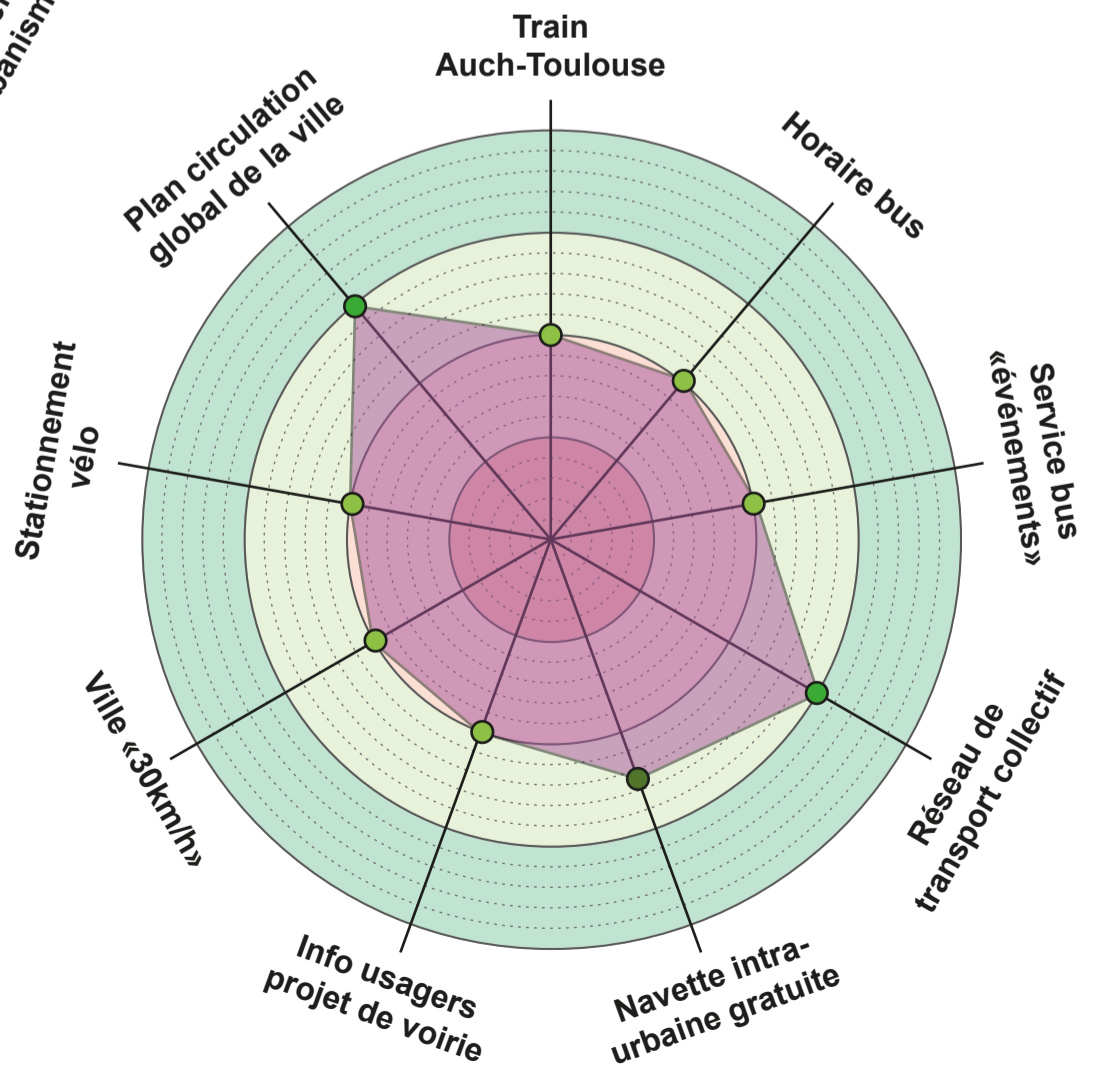 Train
Auch-Toulouse
Horaire bus
Service bus
«événements»
Réseau de
transport collectif
Navette intra-
urbaine gratuite
Info usagers
projet de voirie
Ville «30km/h»
Stationnement
vélo
Plan circulation
global de la ville